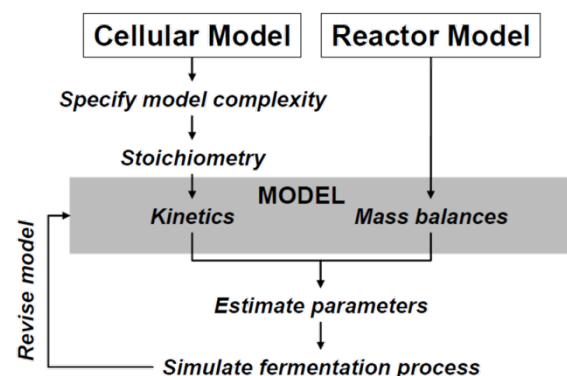 Cellular Model
Reactor Model
Specify model complexity
Stoichiometry
MODEL
Kinetics
Mass balances
Estimate parameters
Revise model
Simulate fermentation process